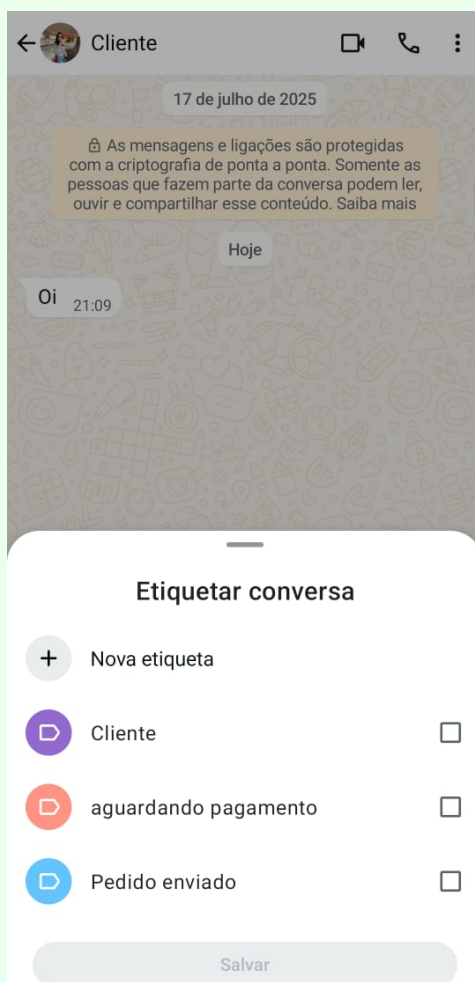 Cliente
17 de julho de 2025
As mensagens e ligações são protegidas
com a criptografia de ponta a ponta. Somente as
pessoas que fazem parte da conversa podem ler,
ouvir e compartilhar esse conteúdo. Saiba mais
Hoje
Oi 21:09
Etiquetar conversa
Nova etiqueta
Cliente
aguardando pagamento
Pedido enviado
Salvar